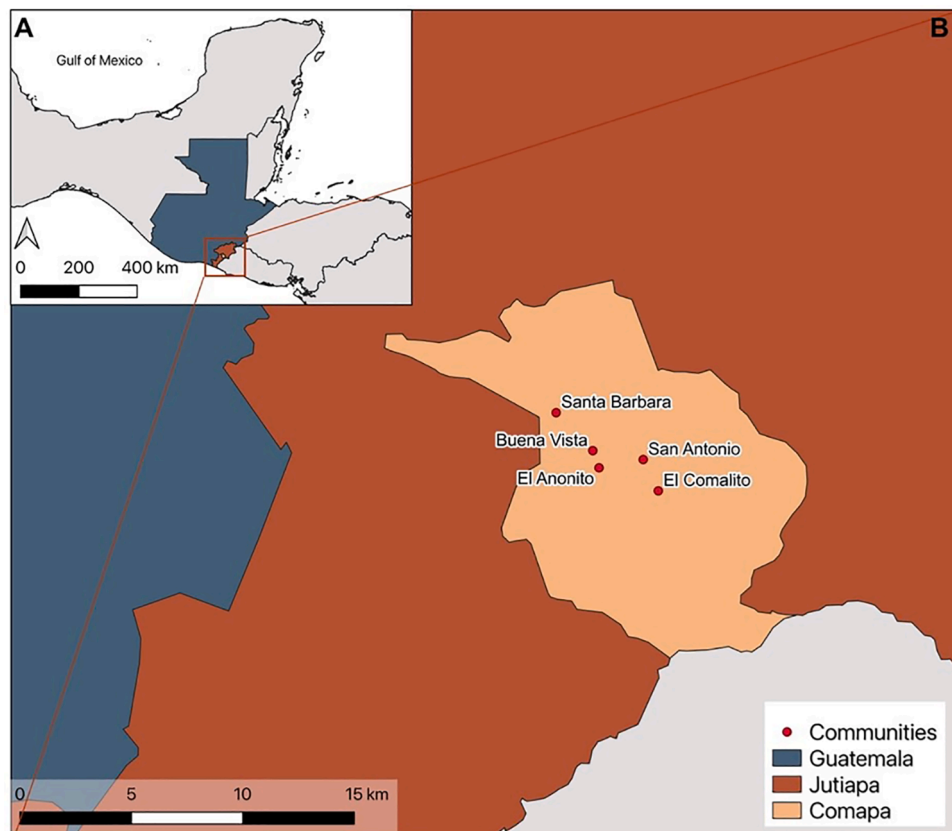 A
B
Gulf of Mexico
0 200 400 km
Santa Barbara
Buena Vista
San Antonio
El Anonito
El Comalito
Communities
Guatemala
Jutiapa
Comapa
0 5 10 15 km